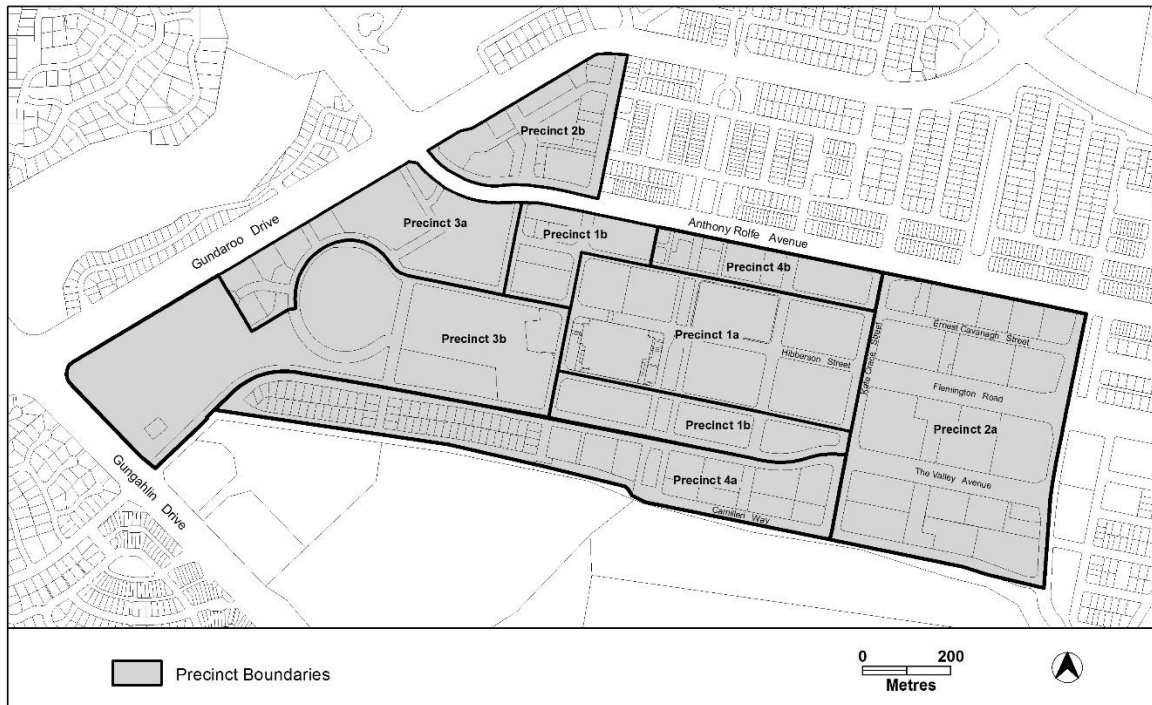 Precinct 2b
Gundaroo Drive
Precinct 3a
Precinct 1b
Anthony Rolfe Avenue
Precinct 4b
Ernest Cavanagh Street
Precinct 3b
Precinct 1a
Hibberson Street
Kate Crace Street
Flemington Road
Precinct 1b
Precinct 2a
Gungahlin Drive
Precinct 4a
The Valley Avenue
Camilleri Way
Precinct Boundaries
0 200
Metres